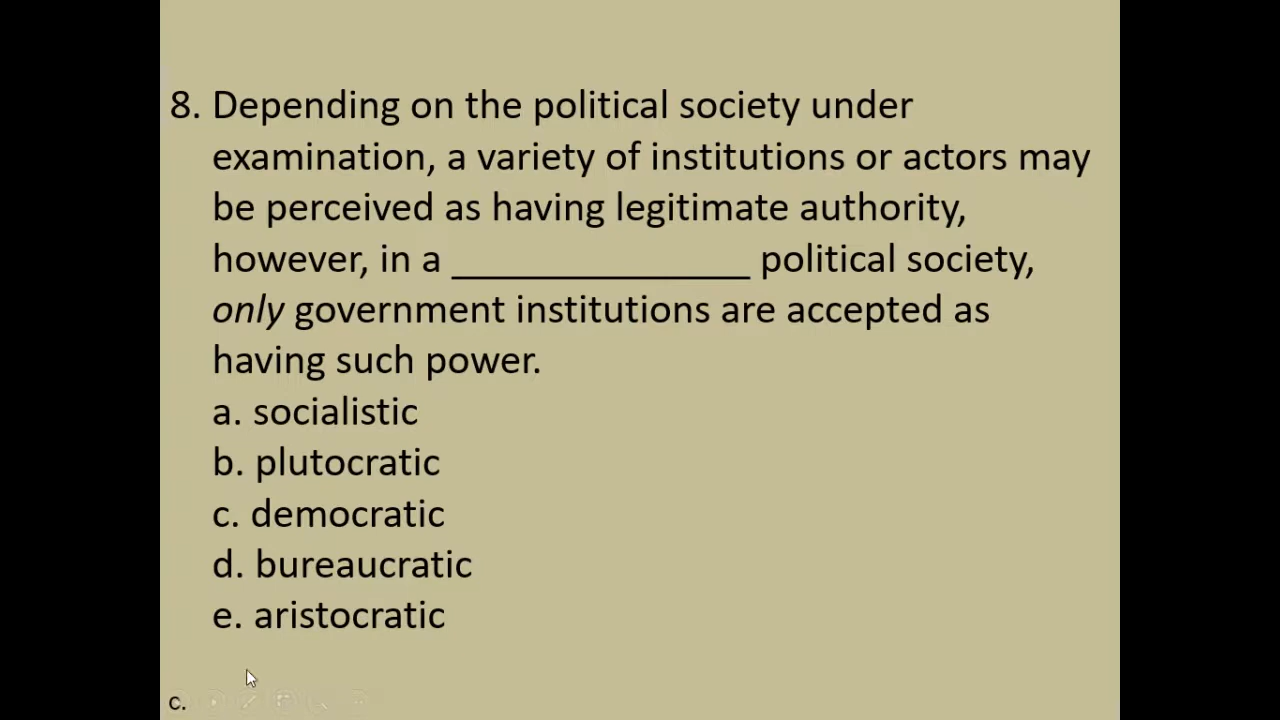 8. Depending on the political society under
examination, a variety of institutions or actors may
be perceived as having legitimate authority,
however, in a ______________ political society,
only government institutions are accepted as
having such power.
a. socialistic
b. plutocratic
c. democratic
d. bureaucratic
e. aristocratic
c.